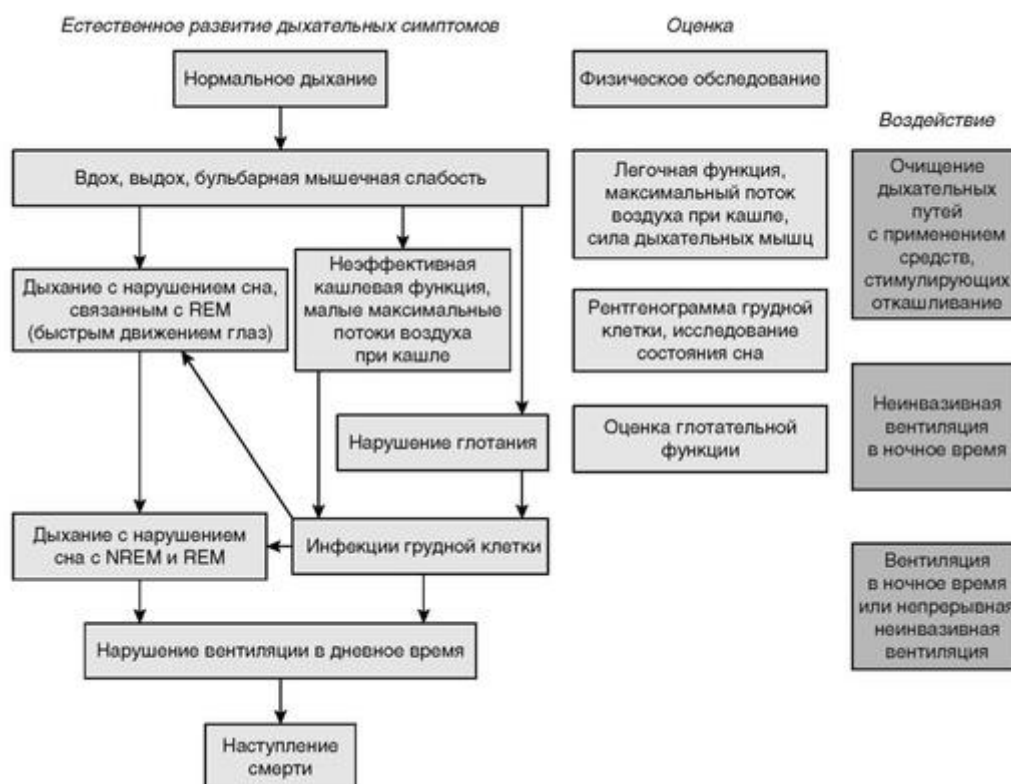 Естественное развитие дыхательных симптомов
Нормальное дыхание
Вдох, выдох, бульбарная мышечная слабость
Дыхание с нарушением сна,
связанным с REM
(быстрым движением глаз)
Неэффективная
кашлевая функция,
малые максимальные
потоки воздуха
при кашле
Нарушение глотания
Дыхание с нарушением
сна с NREM и REM
Инфекции грудной клетки
Нарушение вентиляции в дневное время
Наступление
смерти
Оценка
Физическое обследование
Легочная функция,
максимальный поток
воздуха при кашле,
сила дыхательных мышц
Рентгенограмма грудной
клетки, исследование
состояния сна
Оценка глотательной
функции
Воздействие
Очищение
дыхательных
путей
с применением
средств,
стимулирующих
откашливание
Неинвазивная
вентиляция
в ночное время
Вентиляция
в ночное время
или непрерывная
неинвазивная
вентиляция